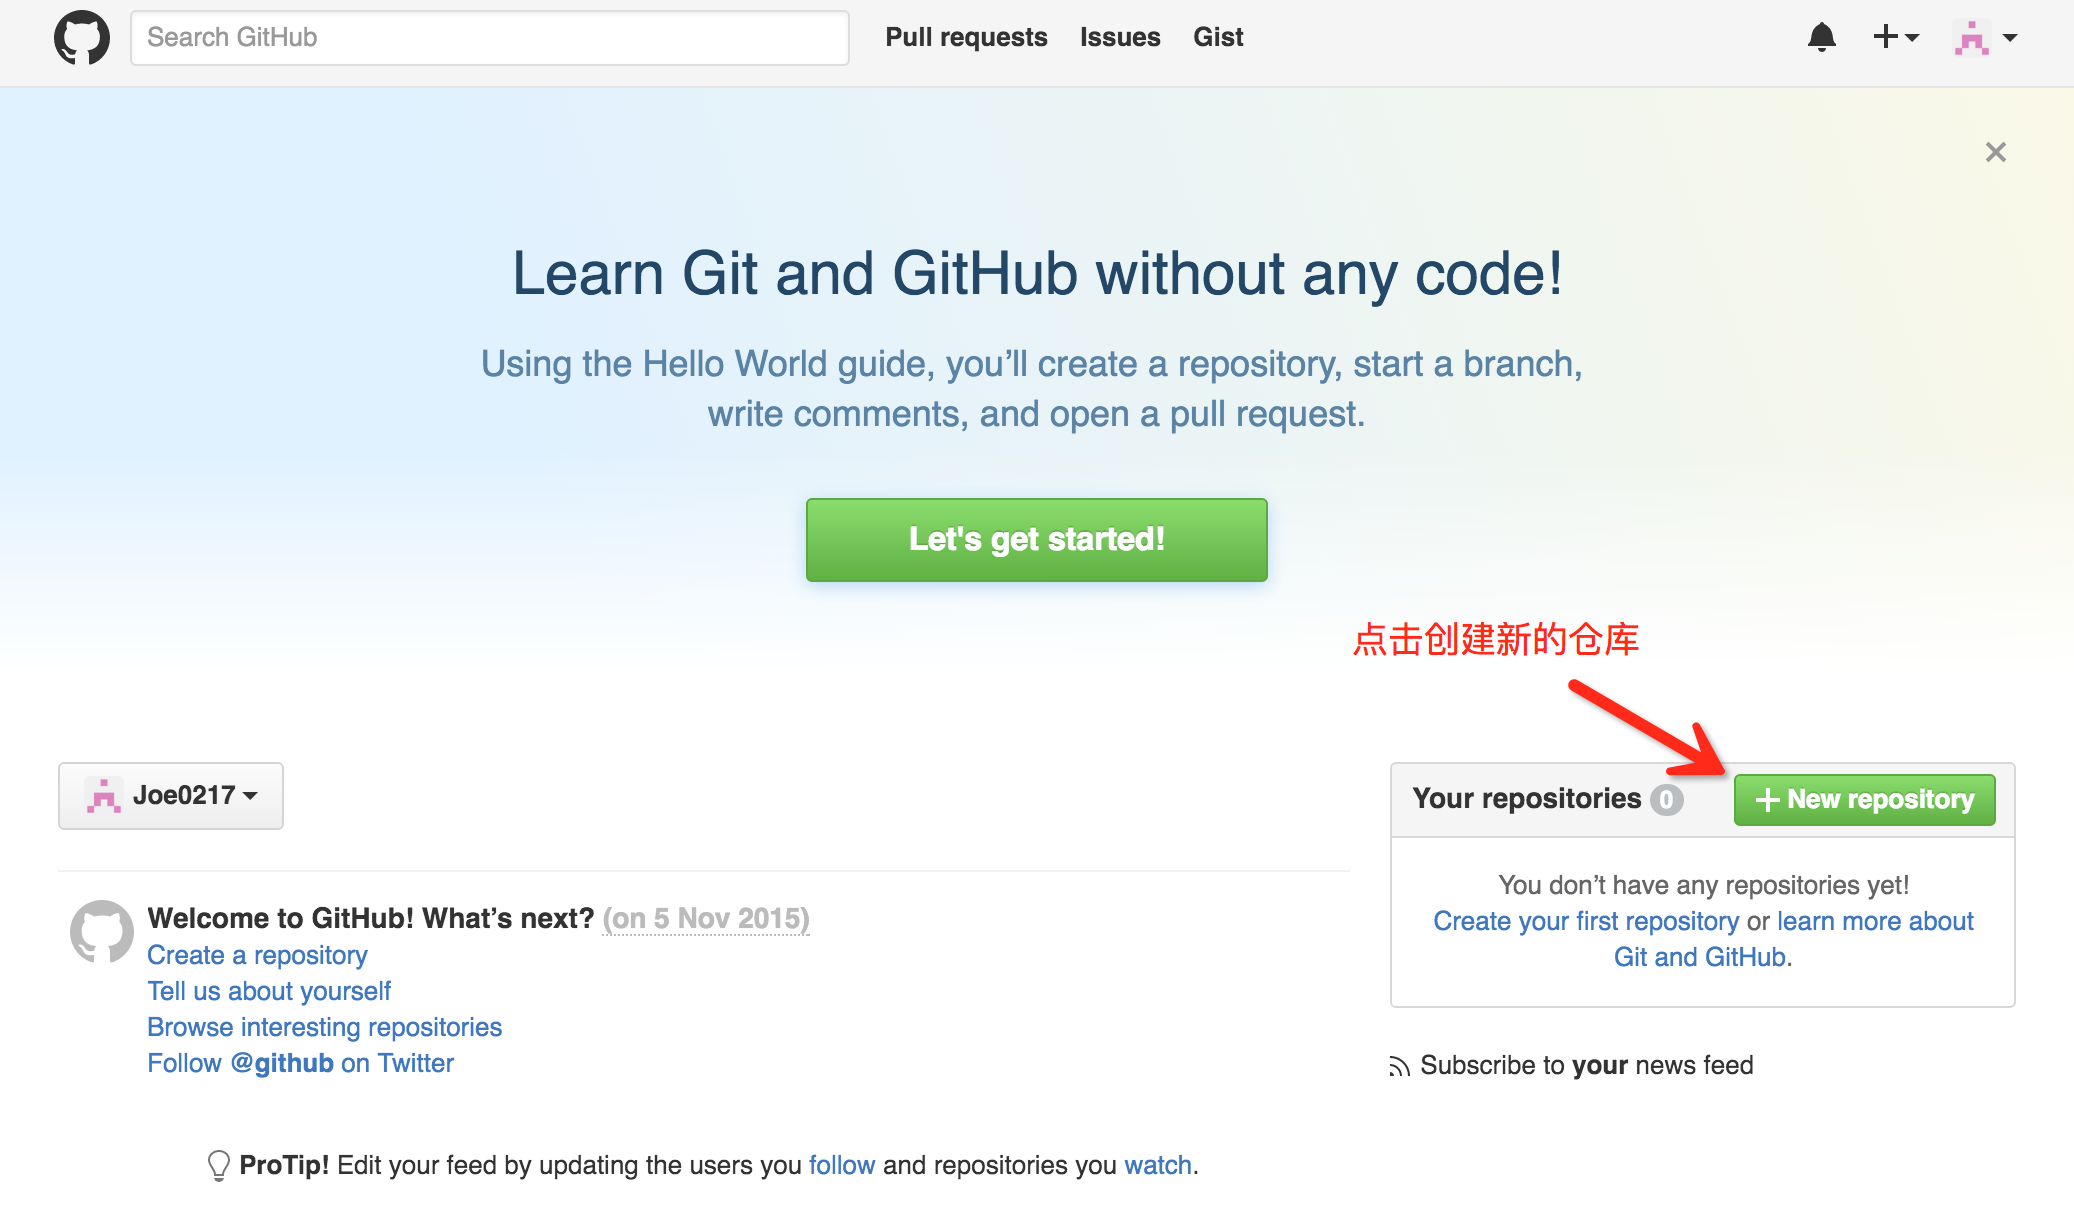 Search GitHub
Pull requests Issues Gist
Learn Git and GitHub without any code!
Using the Hello World guide, you’ll create a repository, start a branch,
write comments, and open a pull request.
Let's get started!
点击创建新的仓库
Joe0217
Your repositories 0
New repository
You don’t have any repositories yet!
Create your first repository or learn more about
Git and GitHub.
Welcome to GitHub! What’s next? (on 5 Nov 2015)
Create a repository
Tell us about yourself
Browse interesting repositories
Follow @github on Twitter
Subscribe to your news feed
ProTip! Edit your feed by updating the users you follow and repositories you watch.